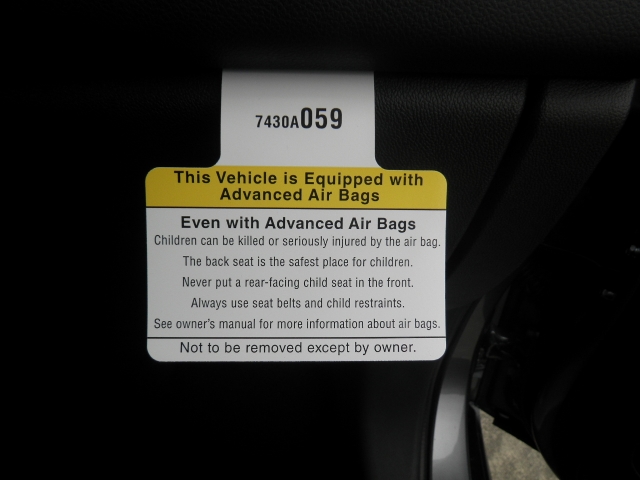 7430A059
This Vehicle is Equipped with
Advanced Air Bags
Even with Advanced Air Bags
Children can be killed or seriously injured by the air bag.
The back seat is the safest place for children.
Never put a rear-facing child seat in the front.
Always use seat belts and child restraints.
See owner's manual for more information about air bags.
Not to be removed except by owner.